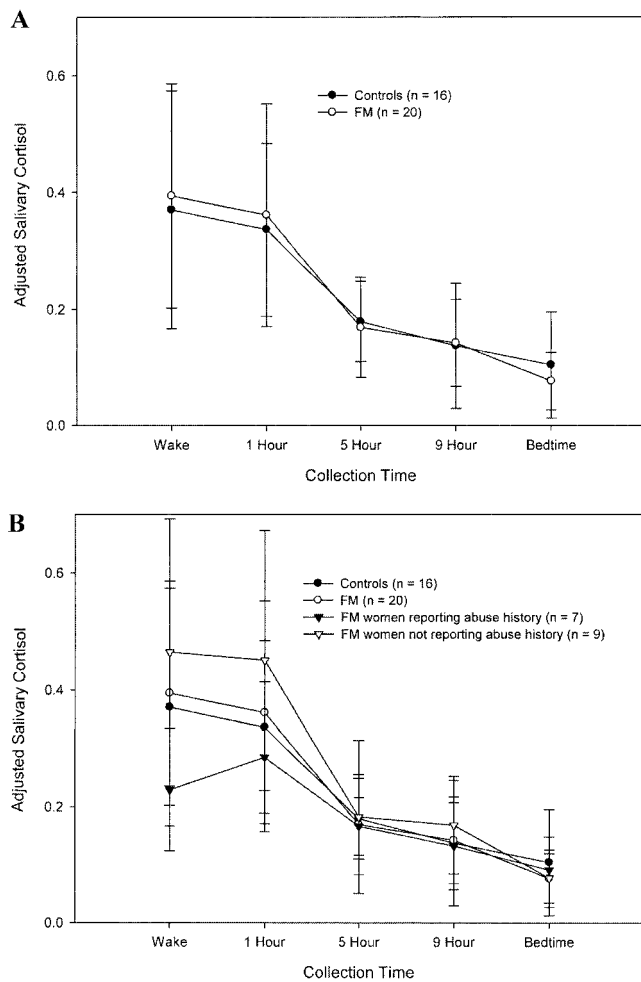 A
Adjusted Salivary Cortisol
0.6
0.4
0.2
0.0
Controls (n = 16)
FM (n = 20)
Wake
1 Hour
5 Hour
9 Hour
Bedtime
Collection Time
B
Adjusted Salivary Cortisol
0.6
0.4
0.2
0.0
Controls (n = 16)
FM (n = 20)
FM women reporting abuse history (n = 7)
FM women not reporting abuse history (n = 9)
Wake
1 Hour
5 Hour
9 Hour
Bedtime
Collection Time